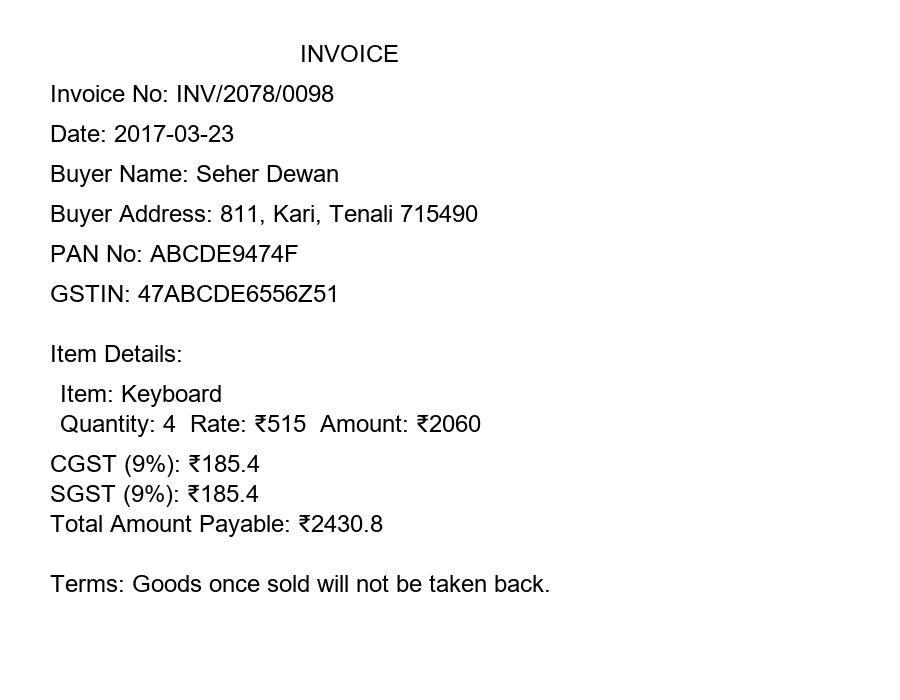 INVOICE
Invoice No: INV/2078/0098
Date: 2017-03-23
Buyer Name: Seher Dewan
Buyer Address: 811, Kari, Tenali 715490
PAN No: ABCDE9474F
GSTIN: 47ABCDE6556Z51
Item Details:
Item: Keyboard
Quantity: 4  Rate: ₹515  Amount: ₹2060
CGST (9%): ₹185.4
SGST (9%): ₹185.4
Total Amount Payable: ₹2430.8
Terms: Goods once sold will not be taken back.